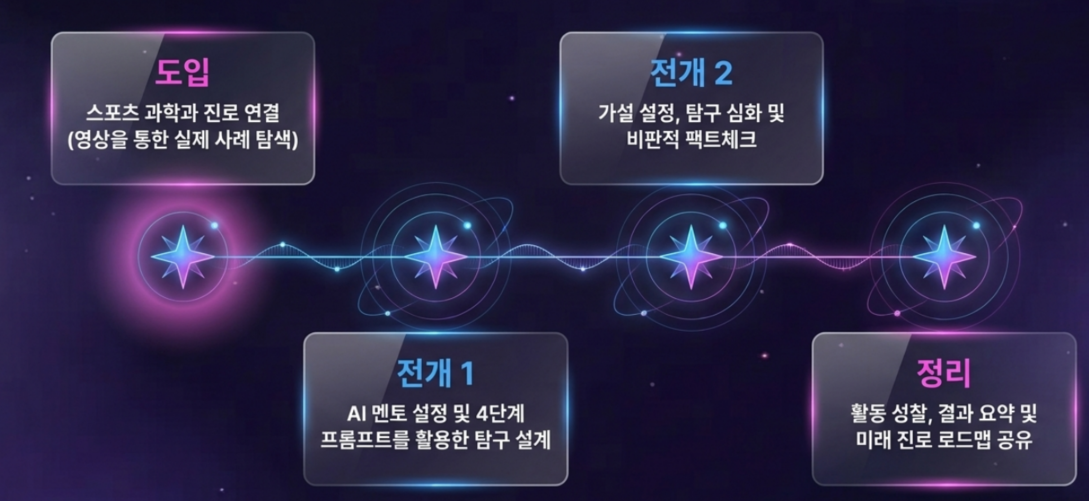 도입
스포츠 과학과 진로 연결
(영상을 통한 실제 사례 탐색)
전개 1
AI 멘토 설정 및 4단계
프롬프트를 활용한 탐구 설계
전개 2
가설 설정, 탐구 심화 및
비판적 팩트체크
정리
활동 성찰, 결과 요약 및
미래 진로 로드맵 공유